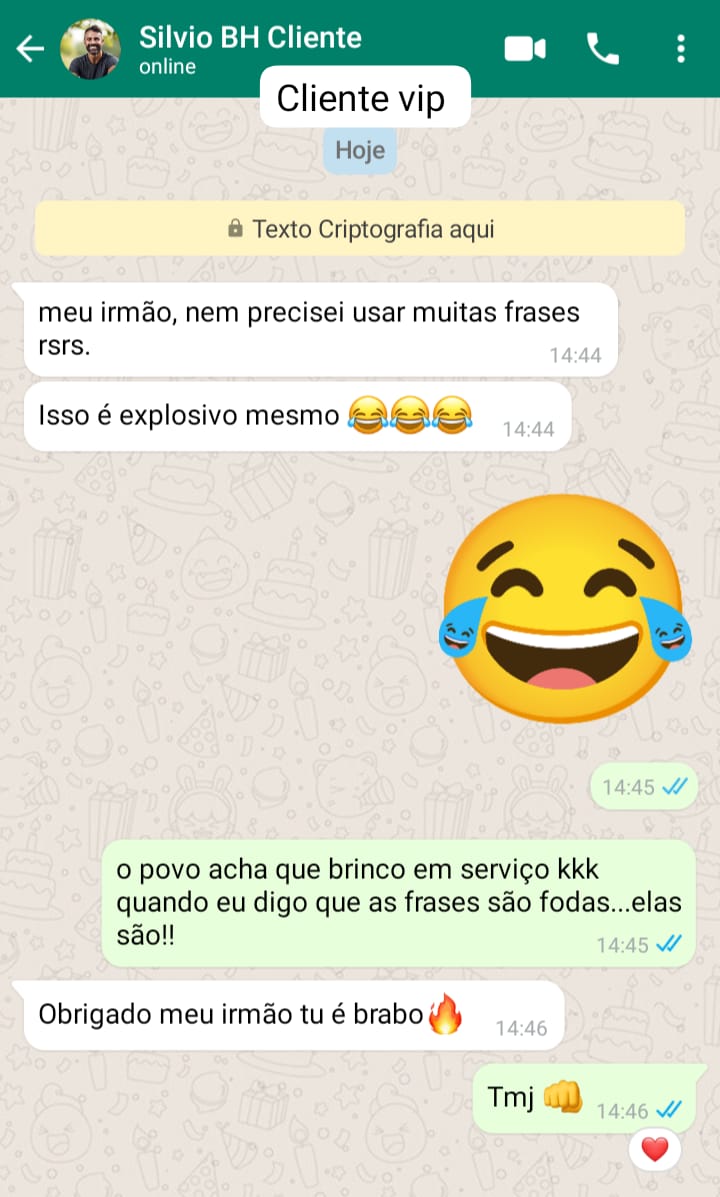 Silvio BH Cliente
online
Cliente vip
Hoje
Texto Criptografia aqui
meu irmão, nem precisei usar muitas frases
rsrs.
14:44
Isso é explosivo mesmo 😂😂😂
14:44
14:45
o povo acha que brinco em serviço kkk
quando eu digo que as frases são fodas...elas
são!!
14:45
Obrigado meu irmão tu é brabo🔥
14:46
Tmj 👊
14:46